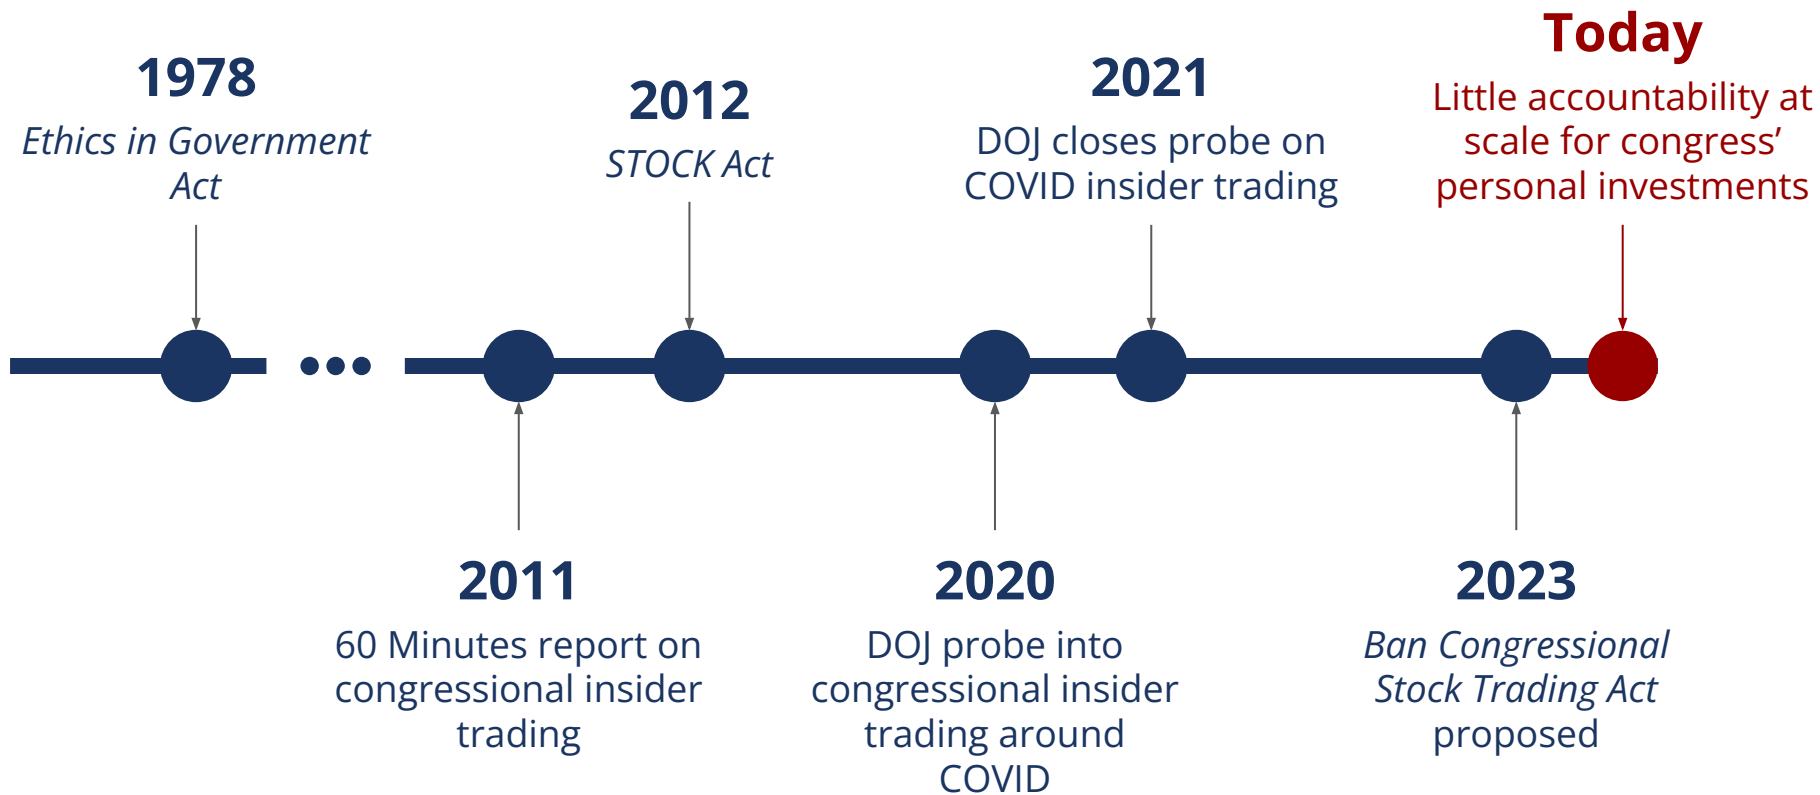 1978
Ethics in Government
Act
2011
60 Minutes report on
congressional insider
trading
2012
STOCK Act
2020
DOJ probe into
congressional insider
trading around
COVID
2021
DOJ closes probe on
COVID insider trading
2023
Ban Congressional
Stock Trading Act
proposed
Today
Little accountability at
scale for congress’
personal investments